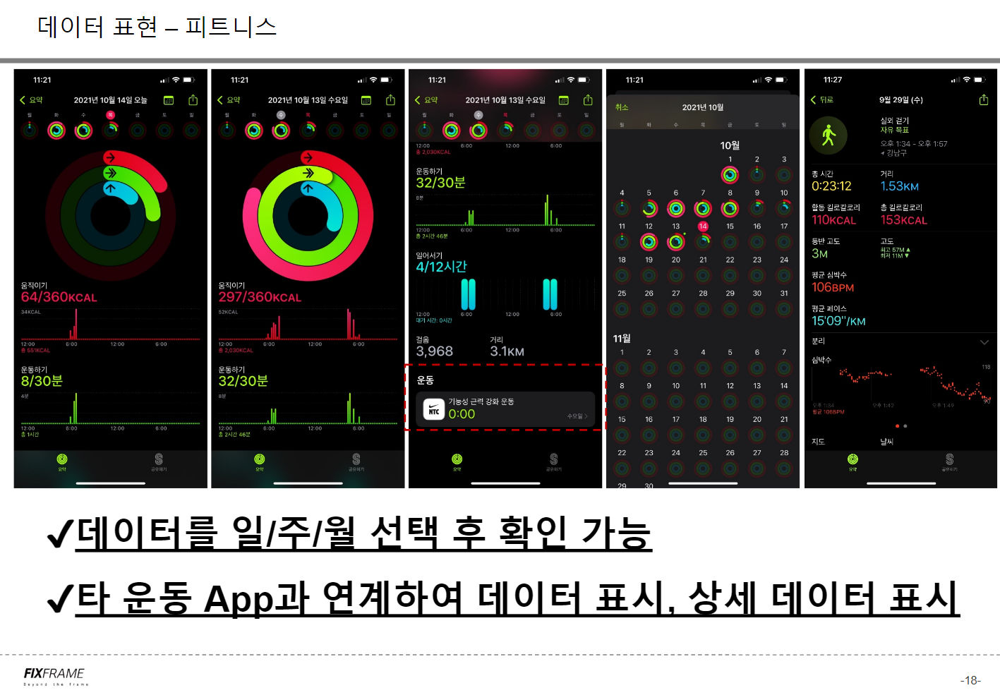 데이터 표현 – 피트니스
11:21
요약
2021년 10월 14일 오늘
월 화 수 목 금 토 일
움직이기
64/360KCAL
34KCAL
12:00 6:00 12:00 6:00
총 551KCAL
운동하기
8/30분
4분
12:00 6:00 12:00 6:00
총 1시간
요약 공유하기
11:21
요약
2021년 10월 13일 수요일
월 화 수 목 금 토 일
움직이기
297/360KCAL
52KCAL
12:00 6:00 12:00 6:00
총 2,030KCAL
운동하기
32/30분
8분
12:00 6:00 12:00 6:00
총 2시간 46분
요약 공유하기
11:21
요약
2021년 10월 13일 수요일
월 화 수 목 금 토 일
12:00 6:00 12:00 6:00
총 2,030KCAL
운동하기
32/30분
8분
12:00 6:00 12:00 6:00
총 2시간 46분
일어서기
4/12시간
12:00 6:00 12:00 6:00
대기 시간: 0시간
걸음 거리
3,968 3.1KM
운동
NTC
기능성 근력 강화 운동
0:00
수요일
요약 공유하기
11:21
취소
2021년 10월
월 화 수 목 금 토 일
10월
1 2 3
4 5 6 7 8 9 10
11 12 13 14 15 16 17
18 19 20 21 22 23 24
25 26 27 28 29 30 31
11월
1 2 3 4 5 6 7
8 9 10 11 12 13 14
15 16 17 18 19 20 21
22 23 24 25 26 27 28
29 30
11:27
뒤로
9월 29일 (수)
실외 걷기
자유 목표
오후 1:34 - 오후 1:57
강남구
총 시간 거리
0:23:12 1.53KM
활동 킬로칼로리 총 킬로칼로리
110KCAL 153KCAL
등반 고도 고도
3M
최고 57M ▲
최저 11M ▼
평균 심박수
106BPM
평균 페이스
15'09"/KM
분리
심박수
118
90
오후 1:34 오후 1:42 오후 1:49
평균 106BPM
지도 날씨
요약 공유하기
✔데이터를 일/주/월 선택 후 확인 가능
✔타 운동 App과 연계하여 데이터 표시, 상세 데이터 표시
FIXFRAME
Beyond the frame
-18-